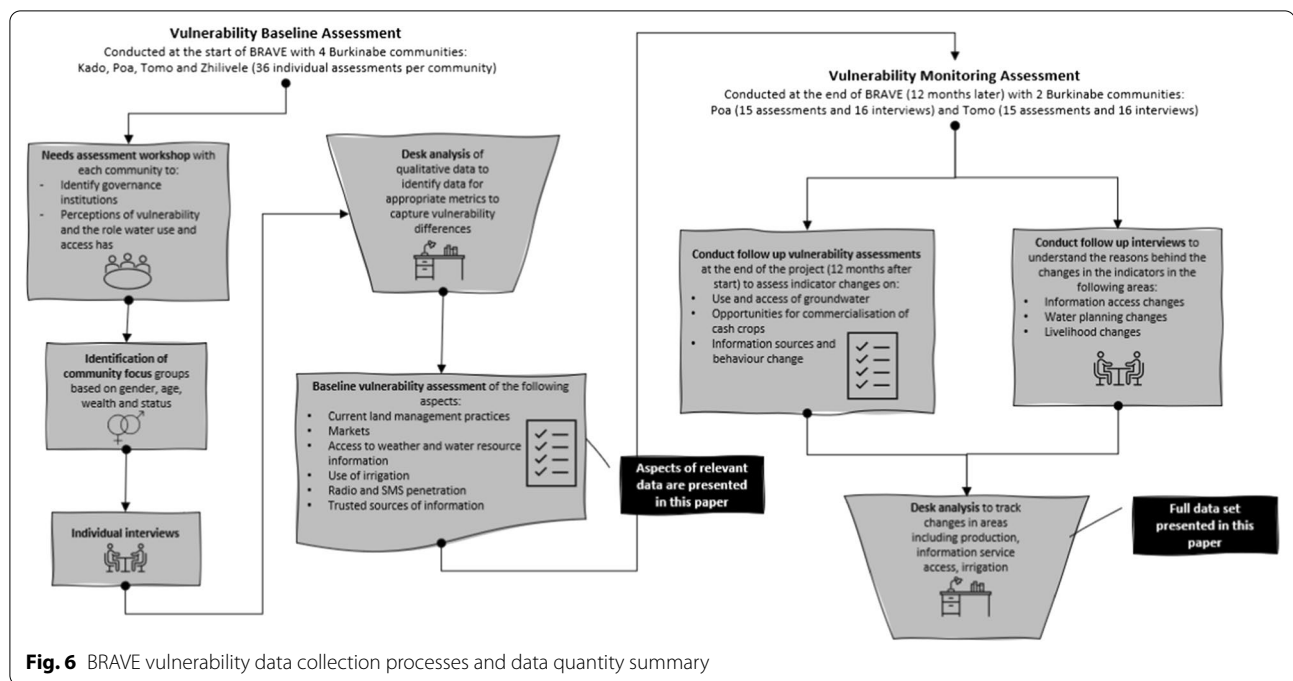 Vulnerability Baseline Assessment
Conducted at the start of BRAVE with 4 Burkinabe communities:
Kado, Poa, Tomo and Zhilivele (36 individual assessments per community)
Needs assessment workshop with
each community to:
- Identify governance
institutions
- Perceptions of vulnerability
and the role water use and
access has
Identification of
community focus groups
based on gender, age,
wealth and status
Individual interviews
Desk analysis of
qualitative data to
identify data for
appropriate metrics to
capture vulnerability
differences
Baseline vulnerability assessment of the following
aspects:
• Current land management practices
• Markets
• Access to weather and water resource
information
• Use of irrigation
• Radio and SMS penetration
• Trusted sources of information
Aspects of relevant
data are presented
in this paper
Vulnerability Monitoring Assessment
Conducted at the end of BRAVE (12 months later) with 2 Burkinabe communities:
Poa (15 assessments and 16 interviews) and Tomo (15 assessments and 16 interviews)
Conduct follow up vulnerability assessments
at the end of the project (12 months after
start) to assess indicator changes on:
• Use and access of groundwater
• Opportunities for commercialisation of
cash crops
• Information sources and
behaviour change
Conduct follow up interviews to
understand the reasons behind the
changes in the indicators in the
following areas:
• Information access changes
• Water planning changes
• Livelihood changes
Desk analysis to track
changes in areas
including production,
information service
access, irrigation
Full data set
presented in this
paper
Fig. 6 BRAVE vulnerability data collection processes and data quantity summary